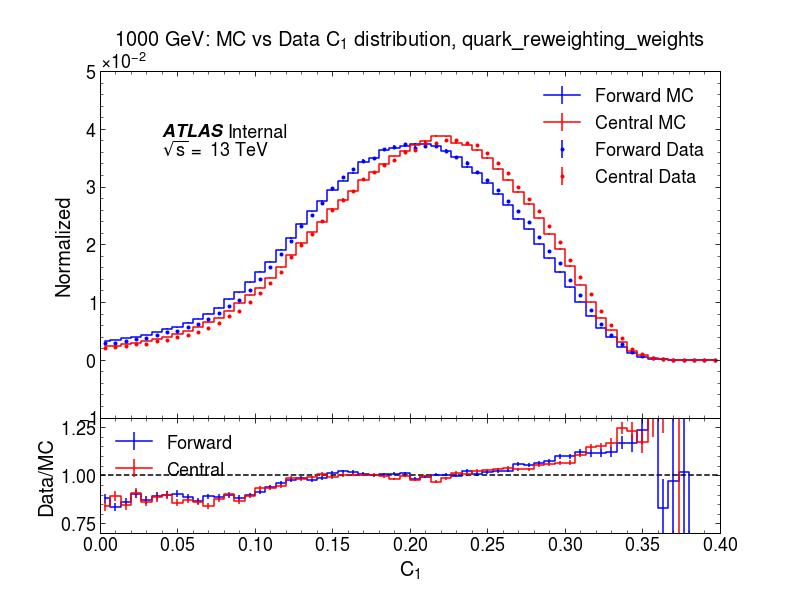 1000 GeV: MC vs Data C₁ distribution, quark_reweighting_weights
×10⁻²
5
4
3
2
1
0
−1
Normalized
ATLAS Internal
√s = 13 TeV
Forward MC
Central MC
Forward Data
Central Data
1.25
1.00
0.75
Data/MC
Forward
Central
0.00 0.05 0.10 0.15 0.20 0.25 0.30 0.35 0.40
C₁